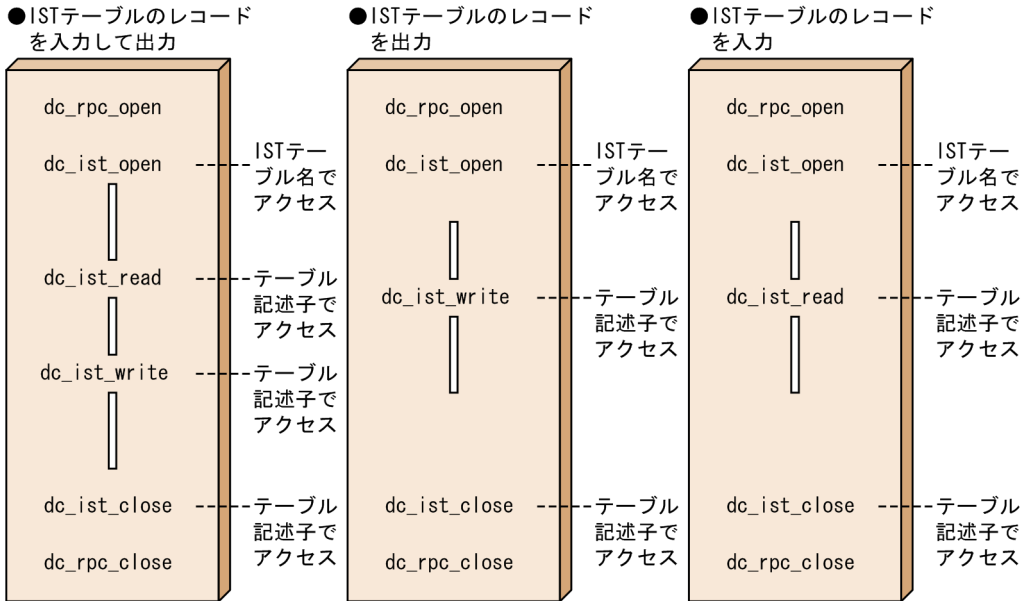 ●ISTテーブルのレコード
を入力して出力
dc_rpc_open
dc_ist_open
ISTテー
ブル名で
アクセス
dc_ist_read
テーブル
記述子で
アクセス
dc_ist_write
テーブル
記述子で
アクセス
dc_ist_close
テーブル
記述子で
アクセス
dc_rpc_close
●ISTテーブルのレコード
を出力
dc_rpc_open
dc_ist_open
ISTテー
ブル名で
アクセス
dc_ist_write
テーブル
記述子で
アクセス
dc_ist_close
テーブル
記述子で
アクセス
dc_rpc_close
●ISTテーブルのレコード
を入力
dc_rpc_open
dc_ist_open
ISTテー
ブル名で
アクセス
dc_ist_read
テーブル
記述子で
アクセス
dc_ist_close
テーブル
記述子で
アクセス
dc_rpc_close